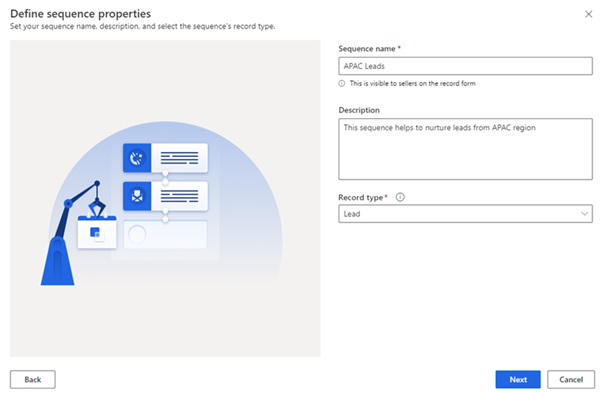 Define sequence properties
Set your sequence name, description, and select the sequence's record type.
Sequence name *
APAC Leads
This is visible to sellers on the record form
Description
This sequence helps to nurture leads from APAC region
Record type *
Lead
Back
Next
Cancel